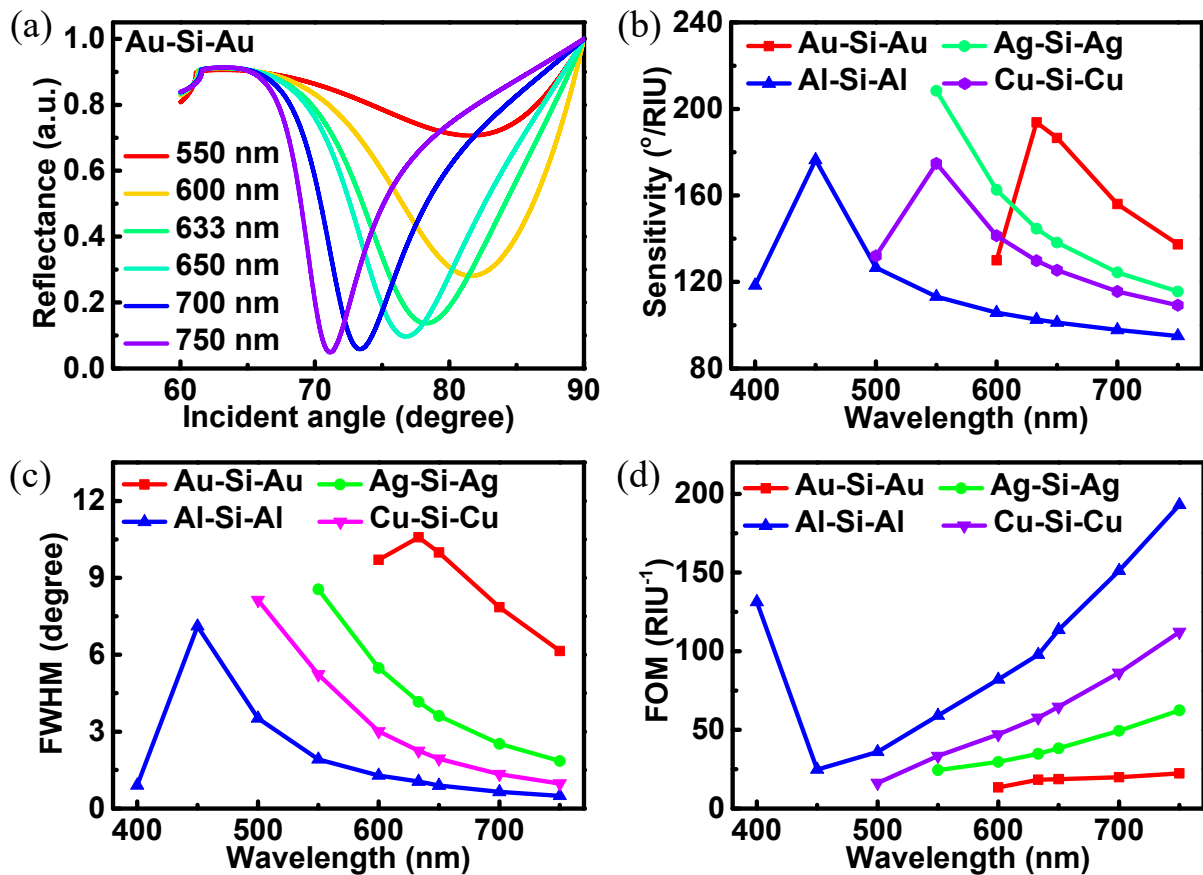 (a)
Au-Si-Au
1.0
0.8
0.6
0.4
0.2
0.0
Reflectance (a.u.)
550 nm
600 nm
633 nm
650 nm
700 nm
750 nm
60 70 80 90
Incident angle (degree)
(b)
Au-Si-Au Ag-Si-Ag
Al-Si-Al Cu-Si-Cu
240
200
160
120
80
Sensitivity (°/RIU)
400 500 600 700
Wavelength (nm)
(c)
Au-Si-Au Ag-Si-Ag
Al-Si-Al Cu-Si-Cu
12
9
6
3
0
FWHM (degree)
400 500 600 700
Wavelength (nm)
(d)
Au-Si-Au Ag-Si-Ag
Al-Si-Al Cu-Si-Cu
200
150
100
50
0
FOM (RIU⁻¹)
400 500 600 700
Wavelength (nm)